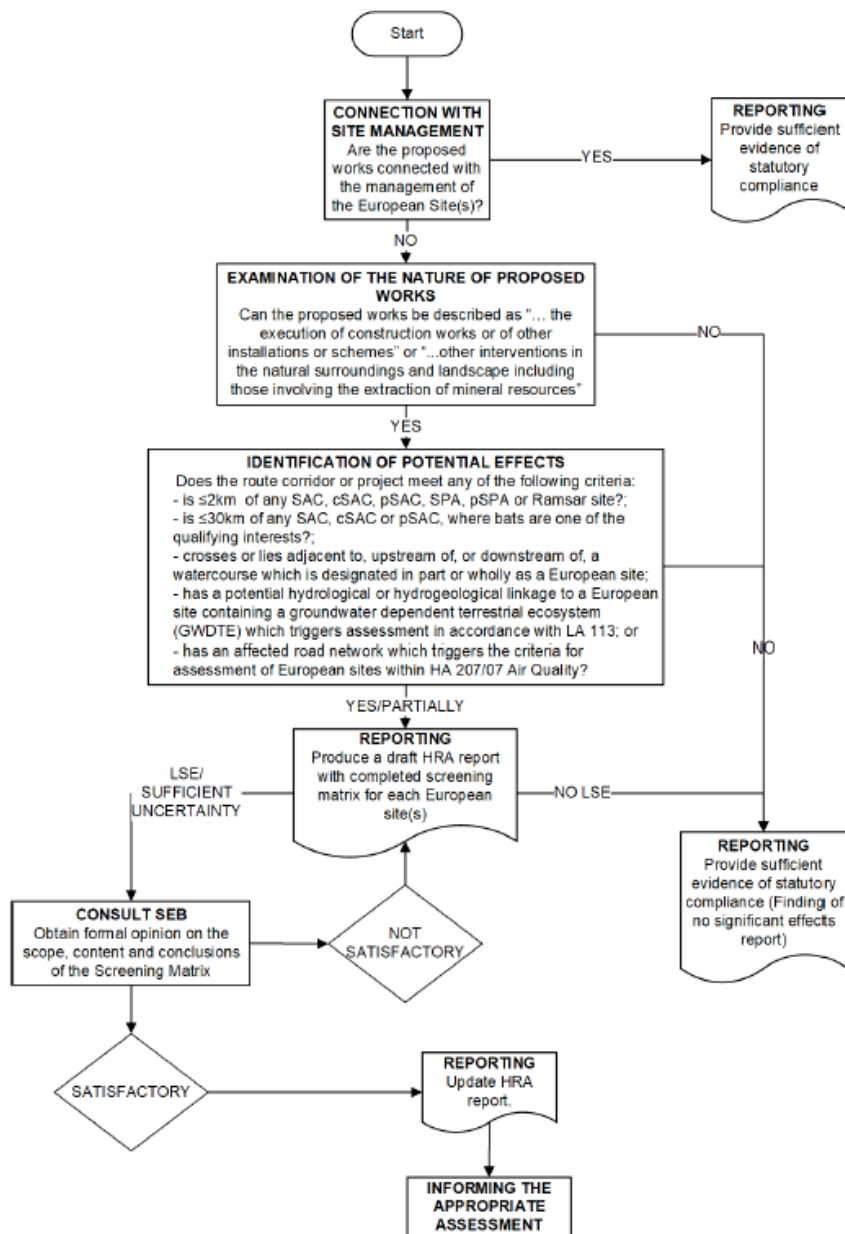 Start
CONNECTION WITH
SITE MANAGEMENT
Are the proposed
works connected with
the management of
the European Site(s)?
YES
REPORTING
Provide sufficient
evidence of
statutory
compliance
NO
EXAMINATION OF THE NATURE OF PROPOSED
WORKS
Can the proposed works be described as “... the
execution of construction works or of other
installations or schemes” or “...other interventions in
the natural surroundings and landscape including
those involving the extraction of mineral resources”
NO
YES
IDENTIFICATION OF POTENTIAL EFFECTS
Does the route corridor or project meet any of the following criteria:
- is ≤2km of any SAC, cSAC, pSAC, SPA, pSPA or Ramsar site?;
- is ≤30km of any SAC, cSAC or pSAC, where bats are one of the
qualifying interests?;
- crosses or lies adjacent to, upstream of, or downstream of, a
watercourse which is designated in part or wholly as a European site;
- has a potential hydrological or hydrogeological linkage to a European
site containing a groundwater dependent terrestrial ecosystem
(GWDTE) which triggers assessment in accordance with LA 113; or
- has an affected road network which triggers the criteria for
assessment of European sites within HA 207/07 Air Quality?
NO
YES/PARTIALLY
REPORTING
Produce a draft HRA report
with completed screening
matrix for each European
site(s)
LSE/
SUFFICIENT
UNCERTAINTY
NO LSE
REPORTING
Provide sufficient
evidence of statutory
compliance (Finding of
no significant effects
report)
CONSULT SEB
Obtain formal opinion on the
scope, content and conclusions
of the Screening Matrix
NOT
SATISFACTORY
SATISFACTORY
REPORTING
Update HRA
report.
INFORMING THE
APPROPRIATE
ASSESSMENT